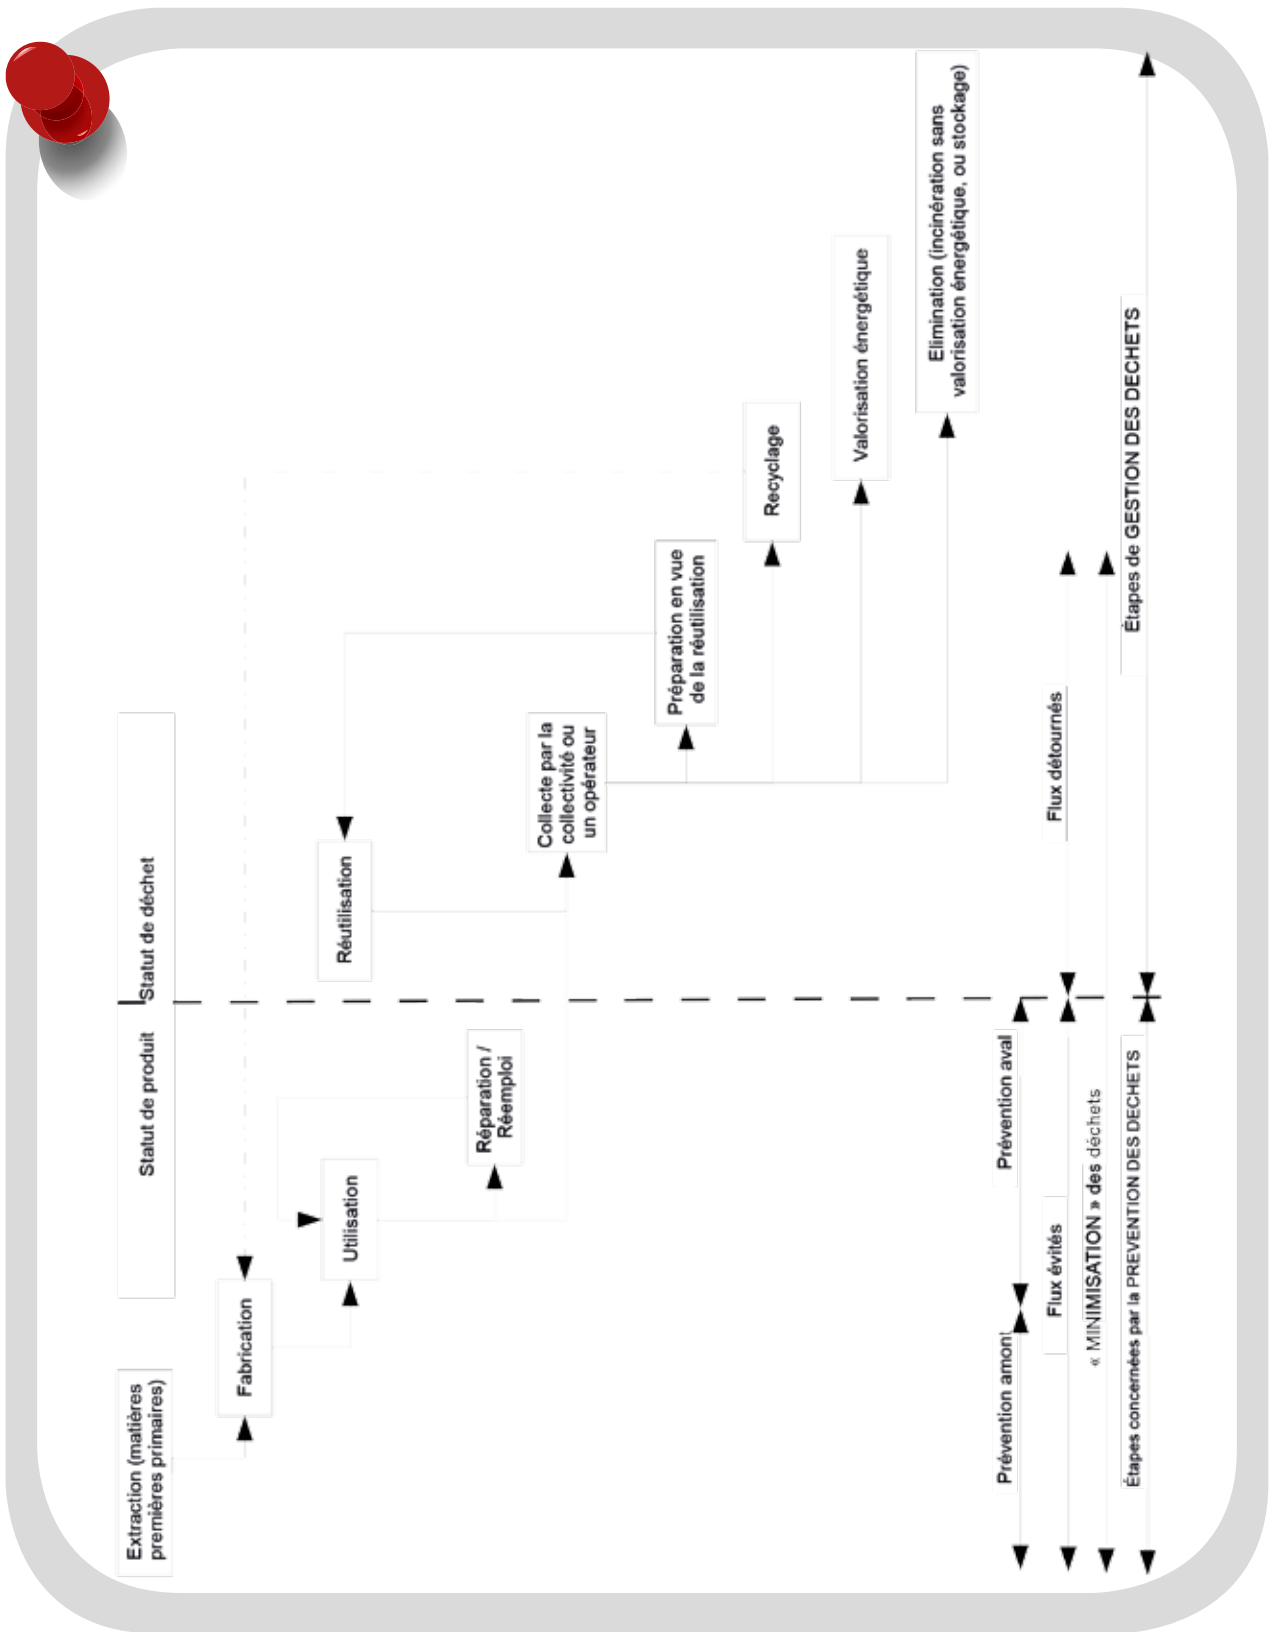 Extraction (matières
premières primaires)
Statut de produit
Statut de déchet
Fabrication
Utilisation
Réutilisation
Réparation /
Réemploi
Collecte par la
collectivité ou
un opérateur
Préparation en vue
de la réutilisation
Recyclage
Valorisation énergétique
Elimination (incinération sans
valorisation énergétique, ou stockage)
Prévention amont
Prévention aval
Flux évités
Flux détournés
« MINIMISATION » des déchets
Étapes concernées par la PREVENTION DES DECHETS
Étapes de GESTION DES DECHETS